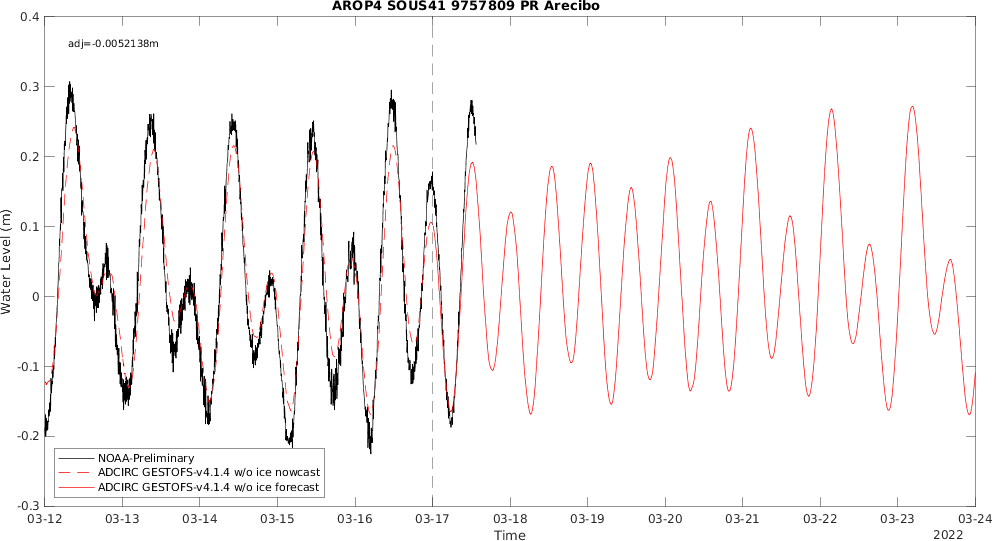 AROP4 SOUS41 9757809 PR Arecibo
adj=-0.0052138m
0.4
0.3
0.2
0.1
0
-0.1
-0.2
-0.3
Water Level (m)
NOAA-Preliminary
ADCIRC GESTOFS-v4.1.4 w/o ice nowcast
ADCIRC GESTOFS-v4.1.4 w/o ice forecast
03-12 03-13 03-14 03-15 03-16 03-17 03-18 03-19 03-20 03-21 03-22 03-23 03-24
Time
2022